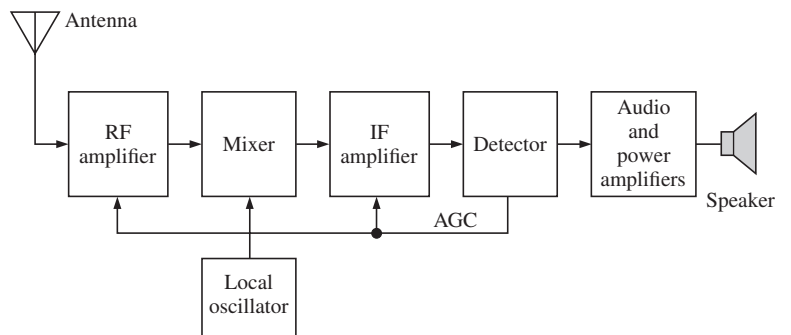 Antenna
RF
amplifier
Mixer
IF
amplifier
Detector
Audio
and
power
amplifiers
Speaker
AGC
Local
oscillator